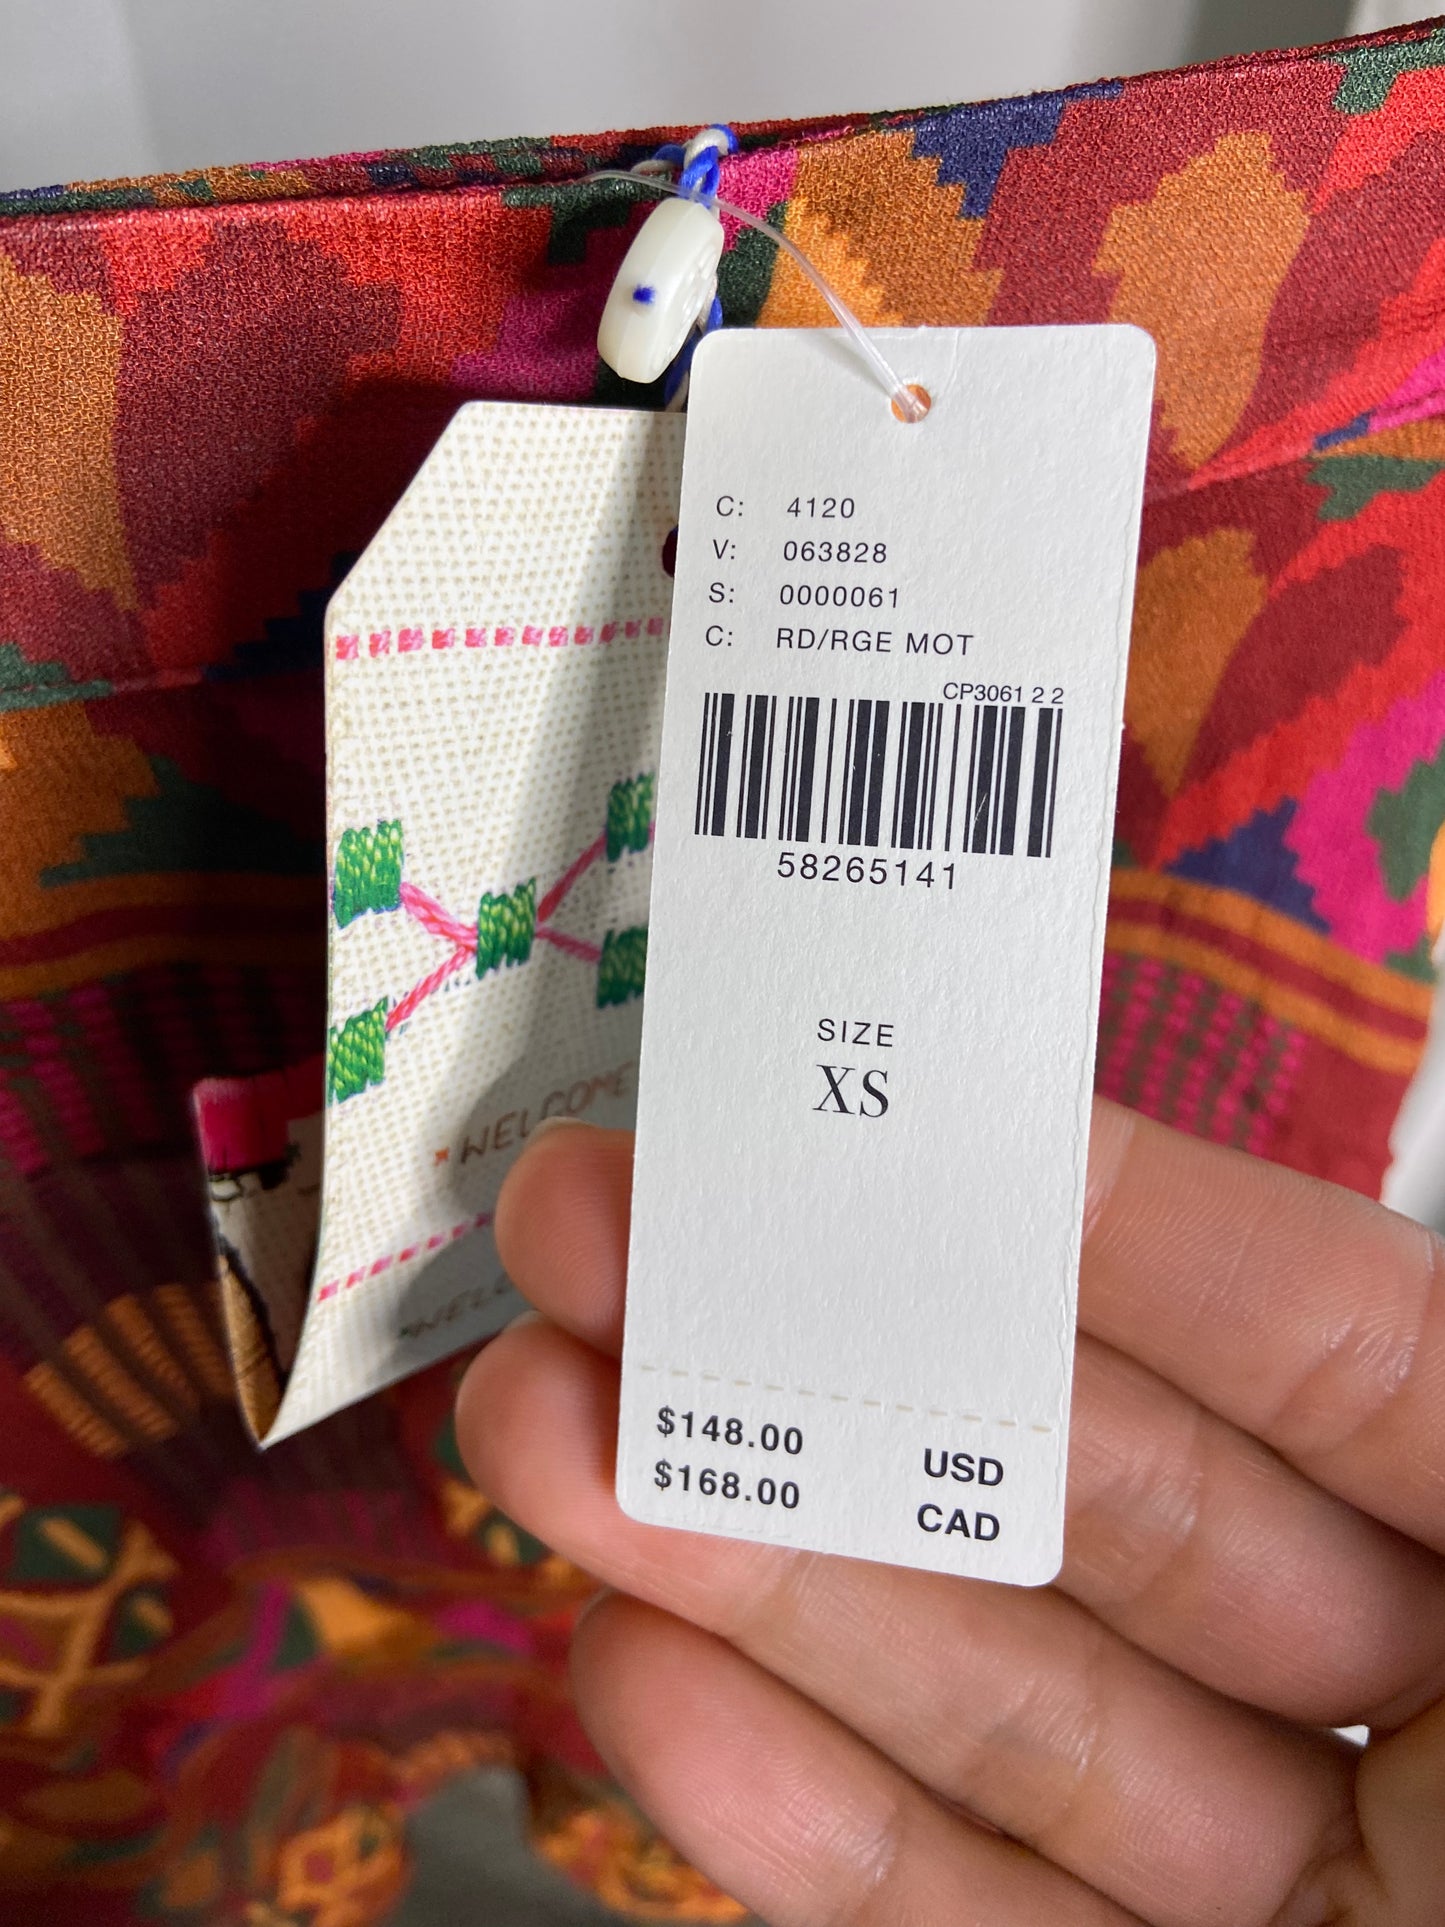 C: 4120
V: 063828
S: 0000061
C: RD/RGE MOT
CP3061 2 2
58265141
SIZE
XS
$148.00 USD
$168.00 CAD
WELCOME